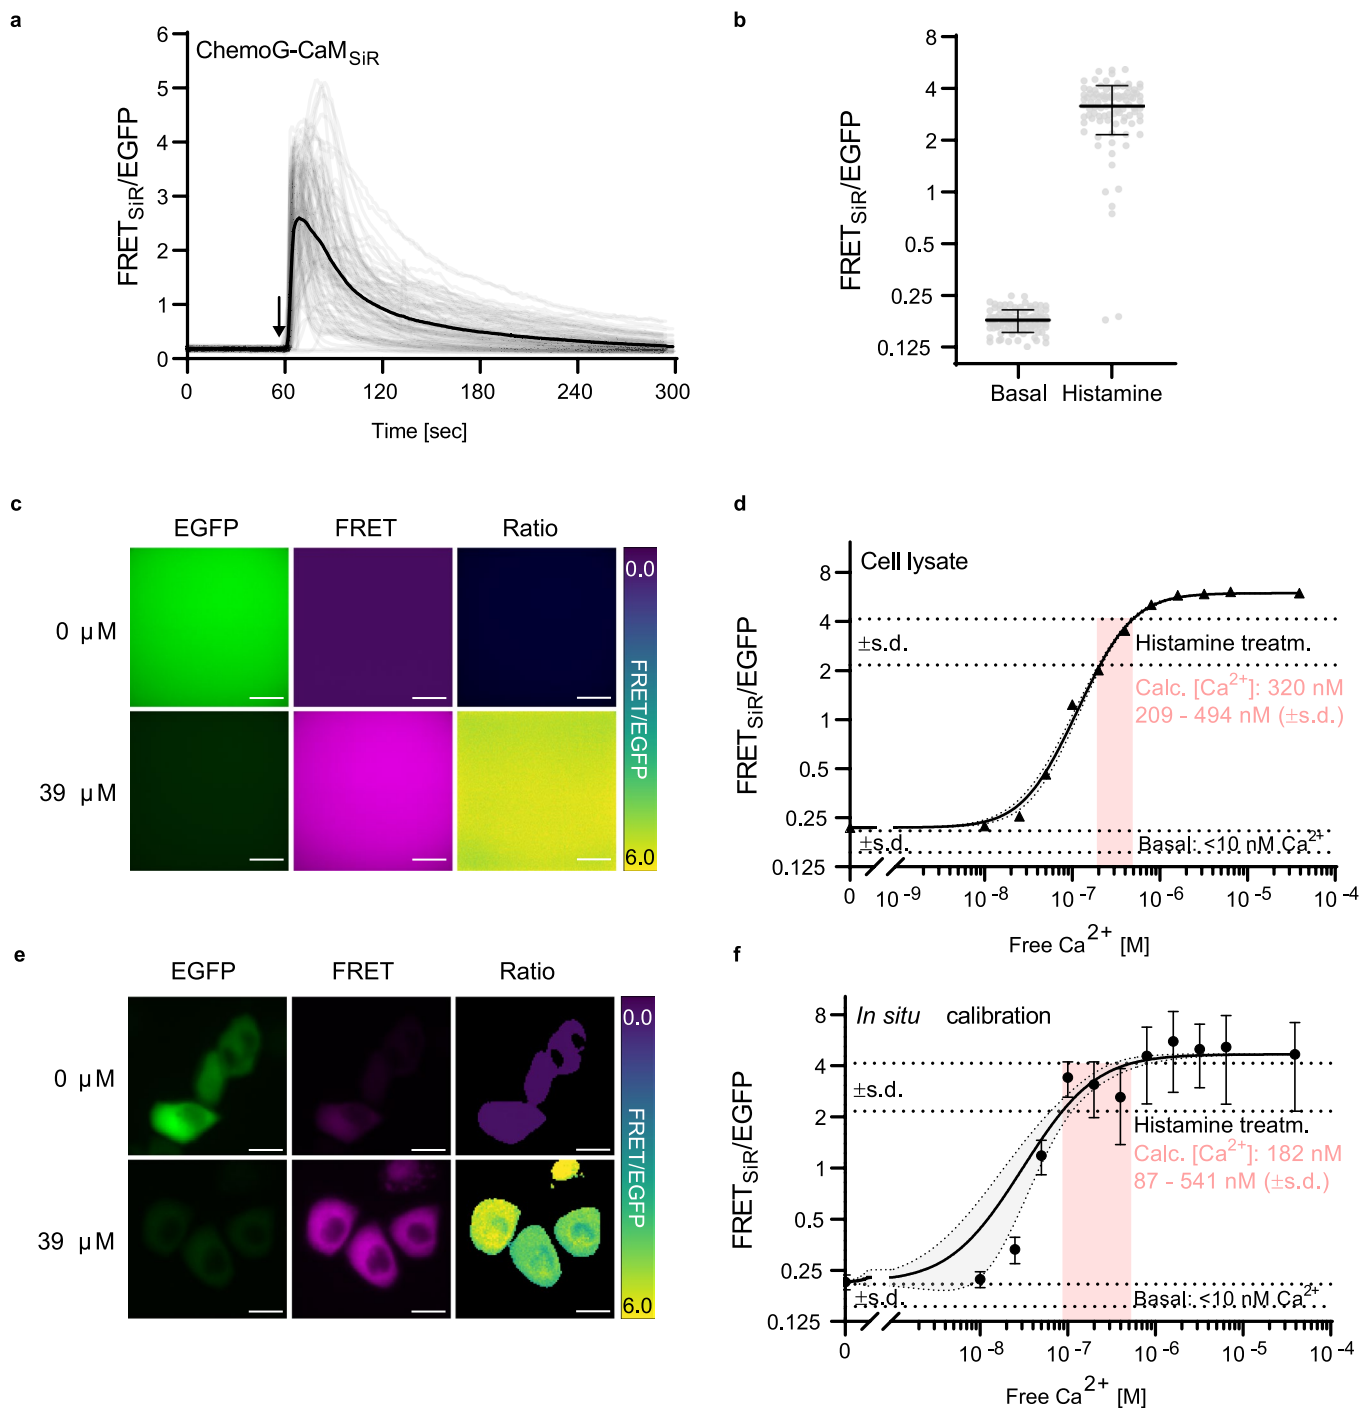 a
ChemoG-CaM_SiR
FRET_SiR/EGFP
6
5
4
3
2
1
0
0 60 120 180 240 300
Time [sec]
b
FRET_SiR/EGFP
8
4
2
1
0.5
0.25
0.125
Basal Histamine
c
EGFP FRET Ratio
0 µM
39 µM
0.0
FRET/EGFP
6.0
d
Cell lysate
FRET_SiR/EGFP
8
4
2
1
0.5
0.25
0.125
±s.d.
Histamine treatm.
Calc. [Ca²⁺]: 320 nM
209 - 494 nM (±s.d.)
±s.d.
Basal: <10 nM Ca²⁺
0 10⁻⁹ 10⁻⁸ 10⁻⁷ 10⁻⁶ 10⁻⁵ 10⁻⁴
Free Ca²⁺ [M]
e
EGFP FRET Ratio
0 µM
39 µM
0.0
FRET/EGFP
6.0
f
In situ calibration
FRET_SiR/EGFP
8
4
2
1
0.5
0.25
0.125
±s.d.
Histamine treatm.
Calc. [Ca²⁺]: 182 nM
87 - 541 nM (±s.d.)
±s.d.
Basal: <10 nM Ca²⁺
0 10⁻⁸ 10⁻⁷ 10⁻⁶ 10⁻⁵ 10⁻⁴
Free Ca²⁺ [M]